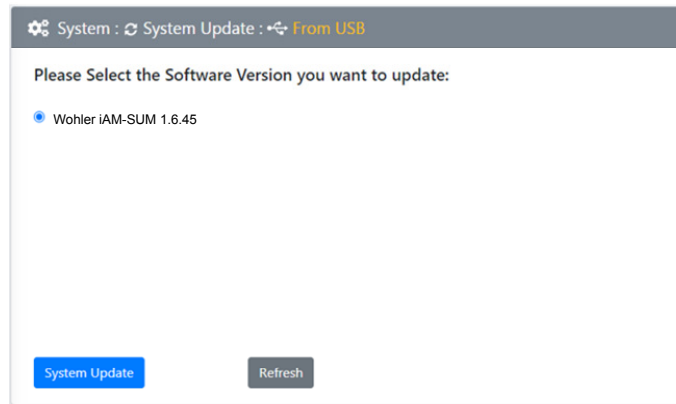 System : System Update : From USB
Please Select the Software Version you want to update:
Wohler iAM-SUM 1.6.45
System Update Refresh